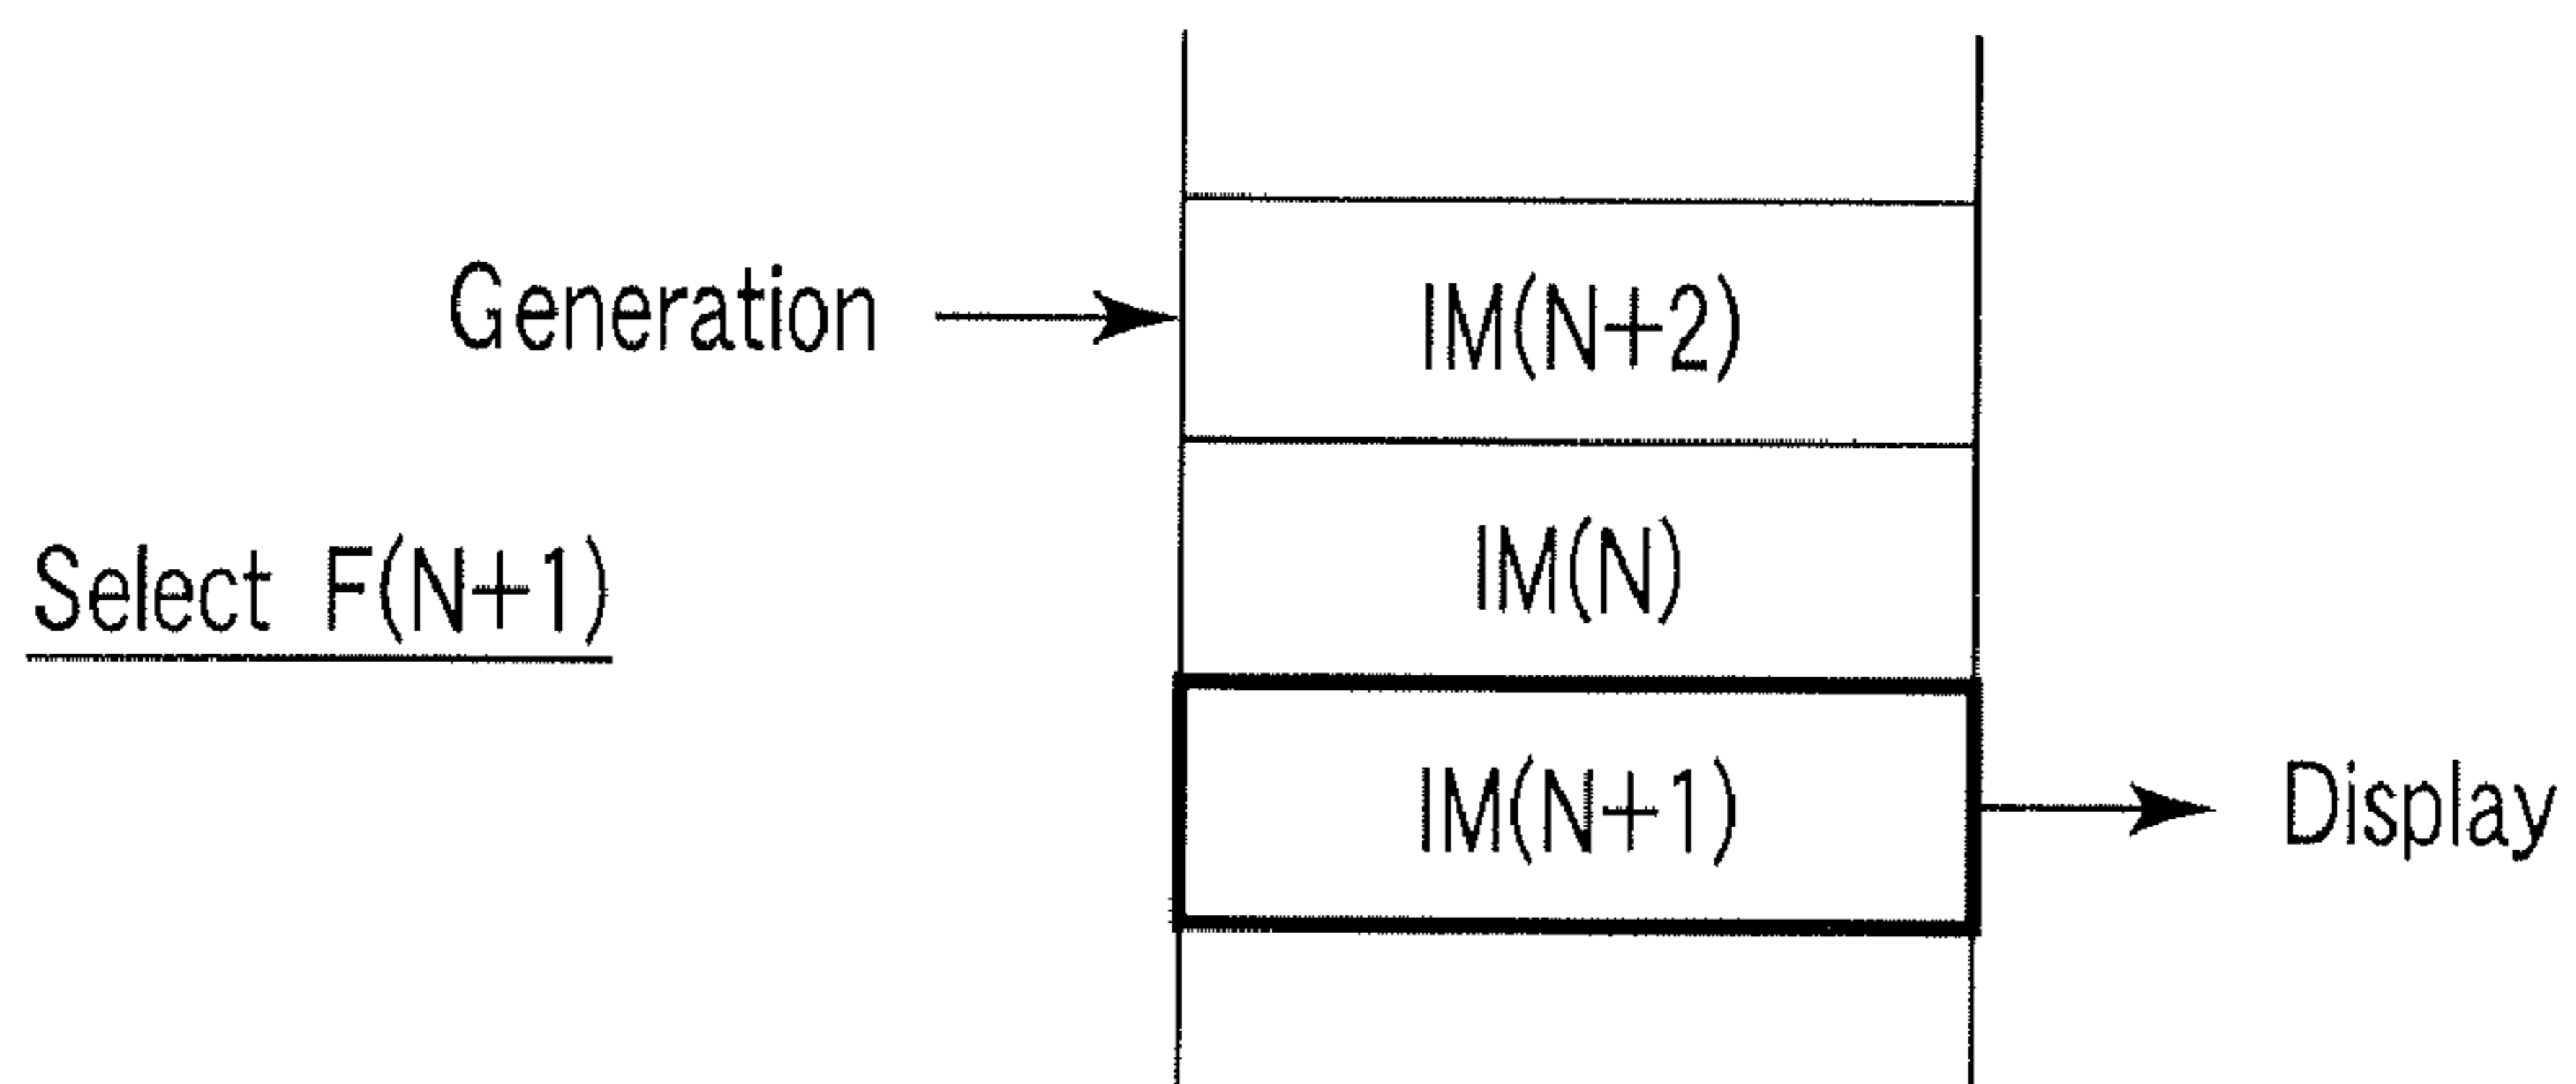 Generation
IM(N+2)
Select F(N+1)
IM(N)
IM(N+1)
Display